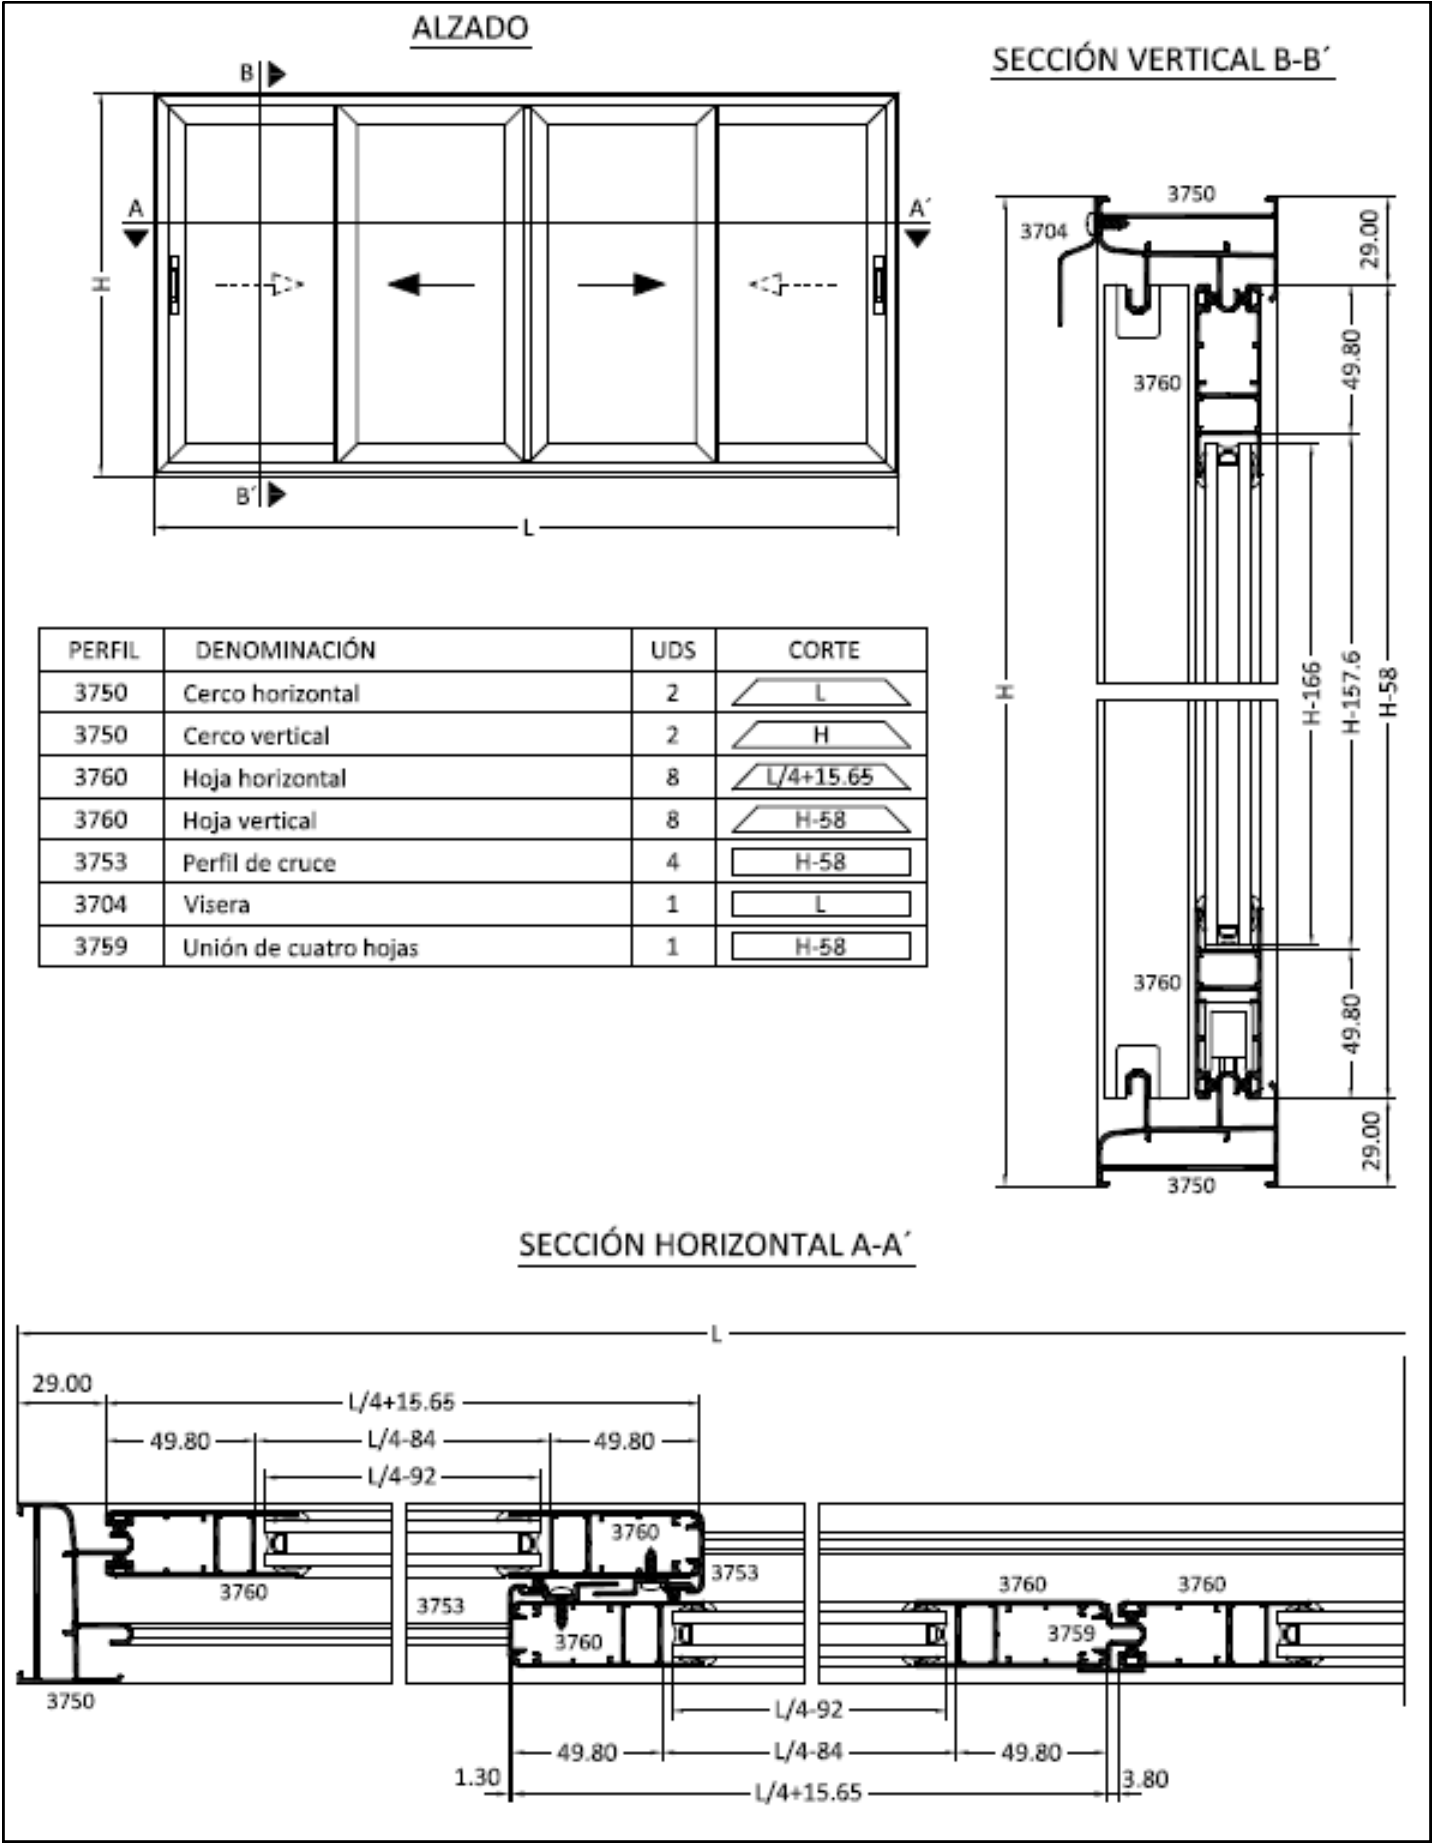 ALZADO
B
A
A´
H
B´
L
SECCIÓN VERTICAL B-B´
3750
3704
29.00
49.80
3760
H
H-166
H-157.6
H-58
3760
49.80
29.00
3750
PERFIL DENOMINACIÓN UDS CORTE
3750 Cerco horizontal 2 L
3750 Cerco vertical 2 H
3760 Hoja horizontal 8 L/4+15.65
3760 Hoja vertical 8 H-58
3753 Perfil de cruce 4 H-58
3704 Visera 1 L
3759 Unión de cuatro hojas 1 H-58
SECCIÓN HORIZONTAL A-A´
L
29.00
L/4+15.65
49.80 L/4-84 49.80
L/4-92
3760
3753
3760
3753
3760 3760
3760
3759
3750
L/4-92
49.80 L/4-84 49.80
1.30
L/4+15.65
3.80